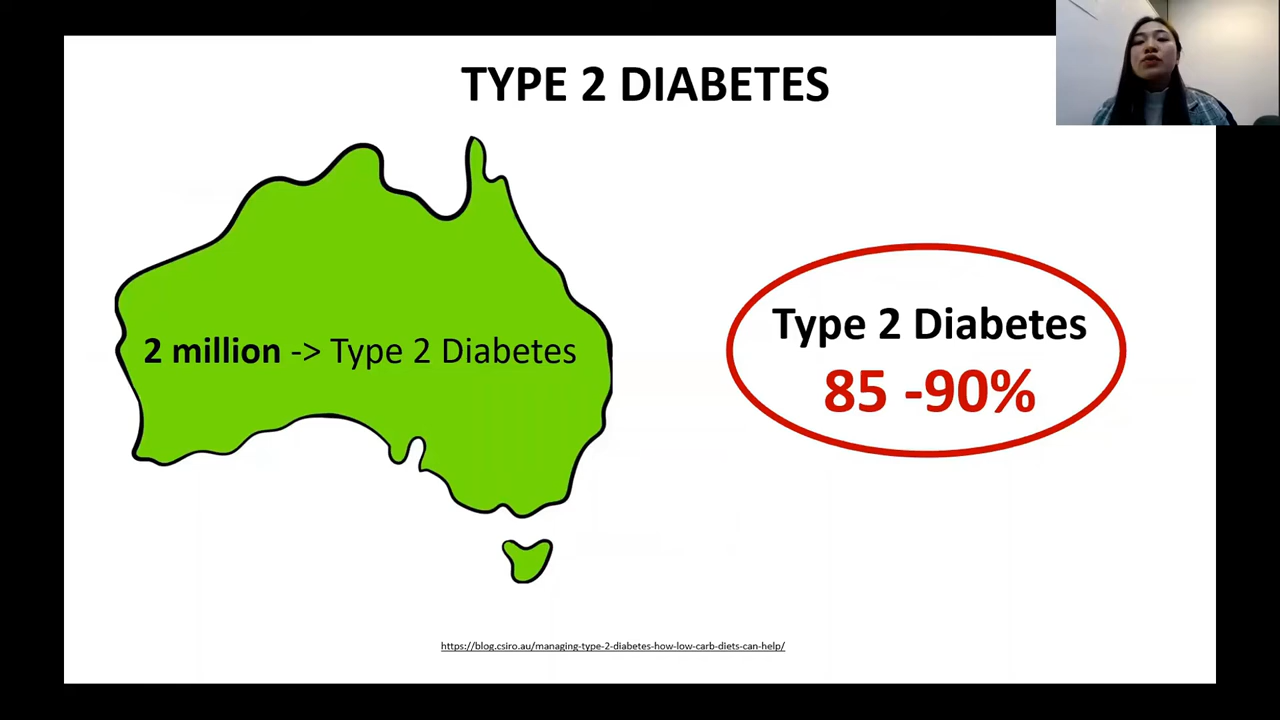 TYPE 2 DIABETES
2 million -> Type 2 Diabetes
Type 2 Diabetes
85 -90%
https://blog.csiro.au/managing-type-2-diabetes-how-low-carb-diets-can-help/